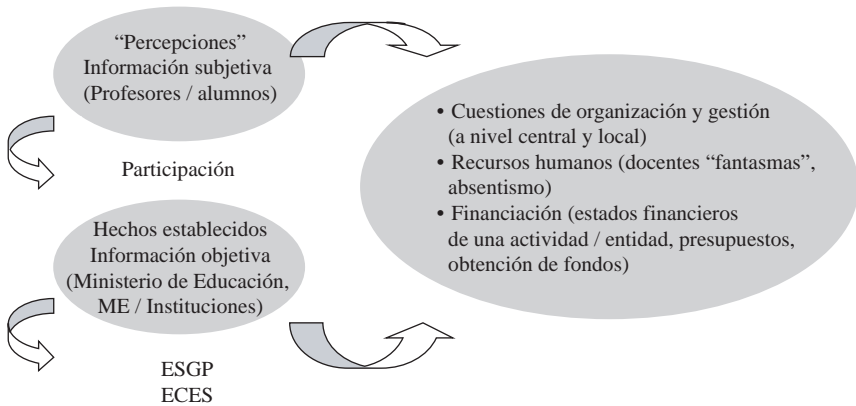 “Percepciones”
Información subjetiva
(Profesores / alumnos)
Participación
Hechos establecidos
Información objetiva
(Ministerio de Educación,
ME / Instituciones)
ESGP
ECES
• Cuestiones de organización y gestión
(a nivel central y local)
• Recursos humanos (docentes “fantasmas”,
absentismo)
• Financiación (estados financieros
de una actividad / entidad, presupuestos,
obtención de fondos)